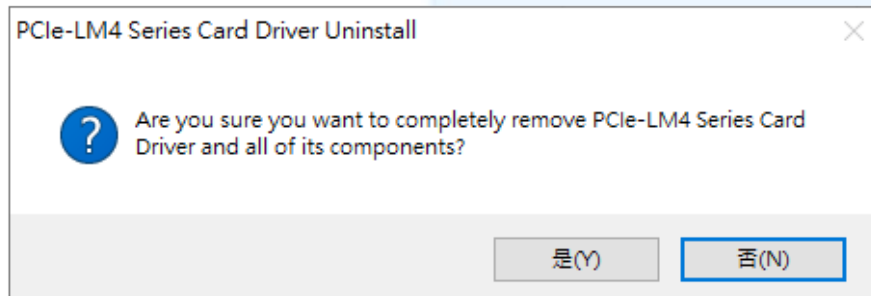 PCIe-LM4 Series Card Driver Uninstall
Are you sure you want to completely remove PCIe-LM4 Series Card
Driver and all of its components?
是(Y)
否(N)